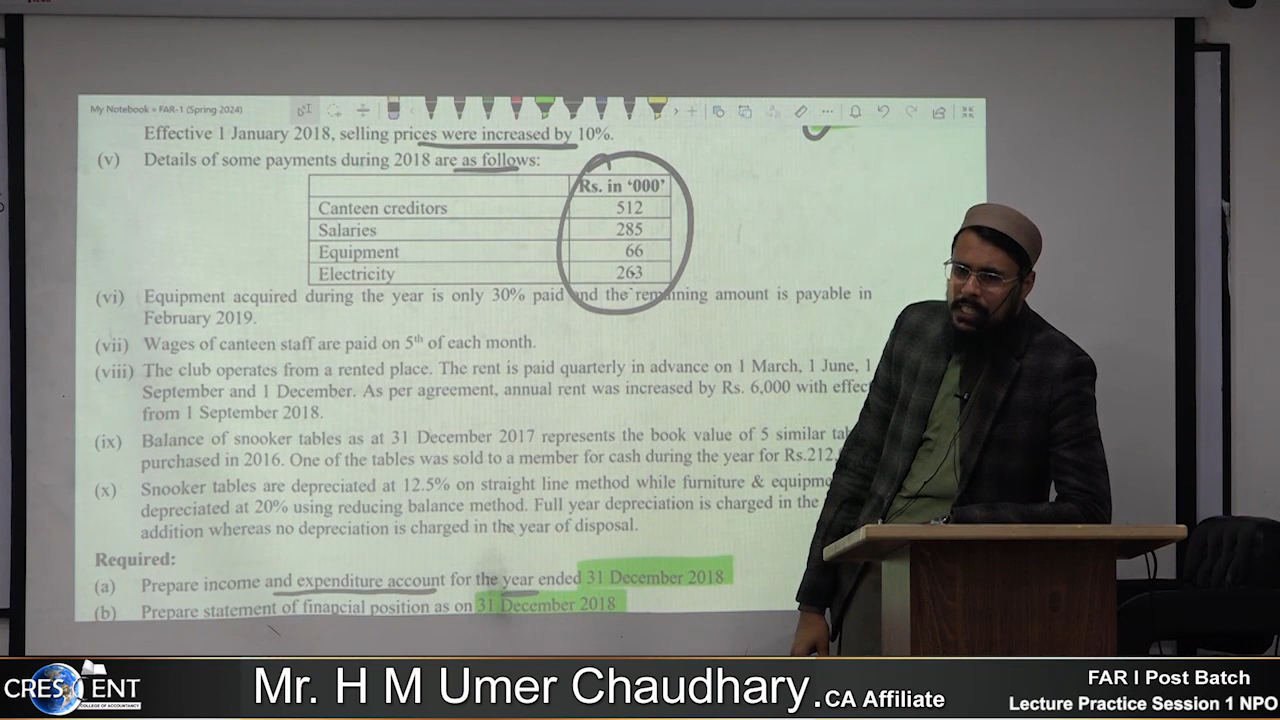 My Notebook » FAR-1 (Spring 2024)
Effective 1 January 2018, selling prices were increased by 10%.
(v) Details of some payments during 2018 are as follows:
Rs. in ‘000’
Canteen creditors 512
Salaries 285
Equipment 66
Electricity 263
(vi) Equipment acquired during the year is only 30% paid and the remaining amount is payable in
February 2019.
(vii) Wages of canteen staff are paid on 5th of each month.
(viii) The club operates from a rented place. The rent is paid quarterly in advance on 1 March, 1 June, 1
September and 1 December. As per agreement, annual rent was increased by Rs. 6,000 with effect
from 1 September 2018.
(ix) Balance of snooker tables as at 31 December 2017 represents the book value of 5 similar
purchased in 2016. One of the tables was sold to a member for cash during the year for Rs.212,
(x) Snooker tables are depreciated at 12.5% on straight line method while furniture &
depreciated at 20% using reducing balance method. Full year depreciation is charged in the
addition whereas no depreciation is charged in the year of disposal.
Required:
(a) Prepare income and expenditure account for the year ended 31 December 2018
(b) Prepare statement of financial position as on 31 December 2018
CRESCENT
COLLEGE OF ACCOUNTANCY
Mr. H M Umer Chaudhary .CA Affiliate
FAR I Post Batch
Lecture Practice Session 1 NPO